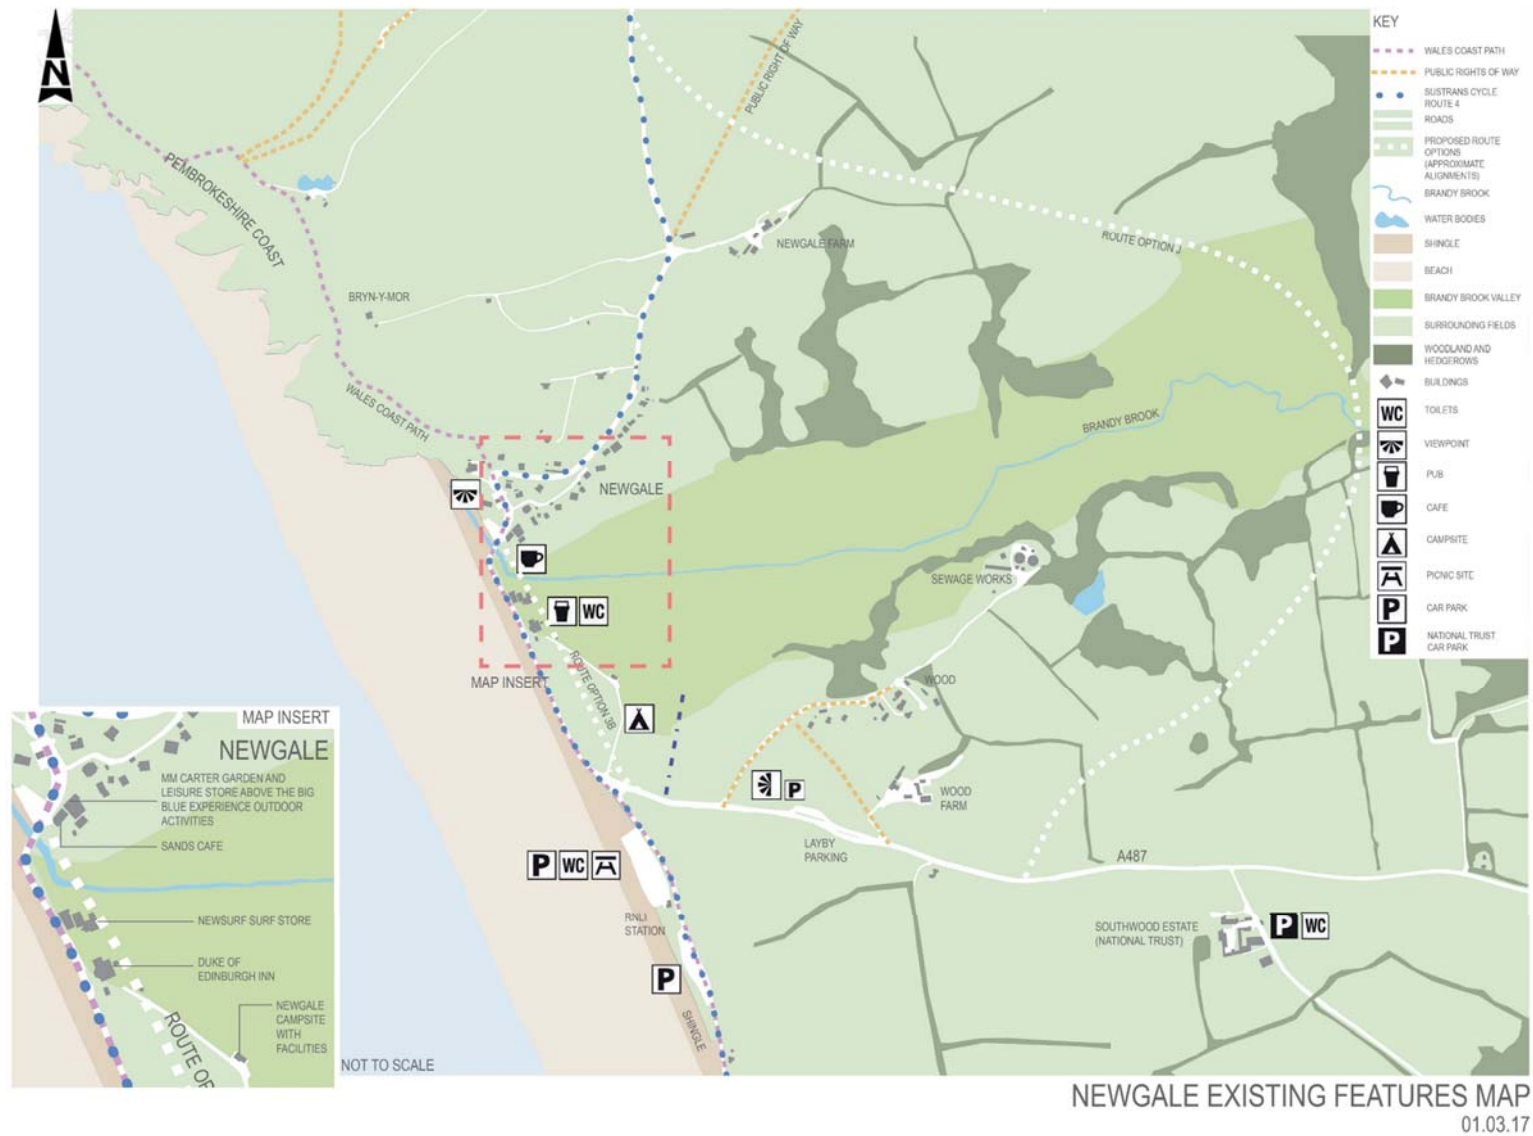 N
KEY
WALES COAST PATH
PUBLIC RIGHTS OF WAY
SUSTRANS CYCLE
ROUTE 4
ROADS
PROPOSED ROUTE
OPTIONS
(APPROXIMATE
ALIGNMENTS)
BRANDY BROOK
WATER BODIES
SHINGLE
BEACH
BRANDY BROOK VALLEY
SURROUNDING FIELDS
WOODLAND AND
HEDGEROWS
BUILDINGS
WC
TOILETS
VIEWPOINT
PUB
CAFE
CAMPSITE
PICNIC SITE
P
CAR PARK
P
NATIONAL TRUST
CAR PARK
PUBLIC RIGHT OF WAY
PEMBROKESHIRE COAST
NEWGALE FARM
ROUTE OPTION J
BRYN-Y-MOR
WALES COAST PATH
BRANDY BROOK
NEWGALE
SEWAGE WORKS
WC
MAP INSERT
ROUTE OPTION 3B
WOOD
P
WOOD
FARM
LAYBY
PARKING
A487
P WC
RNLI
STATION
SOUTHWOOD ESTATE
(NATIONAL TRUST)
P WC
P
SHINGLE
MAP INSERT
NEWGALE
MM CARTER GARDEN AND
LEISURE STORE ABOVE THE BIG
BLUE EXPERIENCE OUTDOOR
ACTIVITIES
SANDS CAFE
NEWSURF SURF STORE
DUKE OF
EDINBURGH INN
NEWGALE
CAMPSITE
WITH
FACILITIES
ROUTE OP
NOT TO SCALE
NEWGALE EXISTING FEATURES MAP
01.03.17